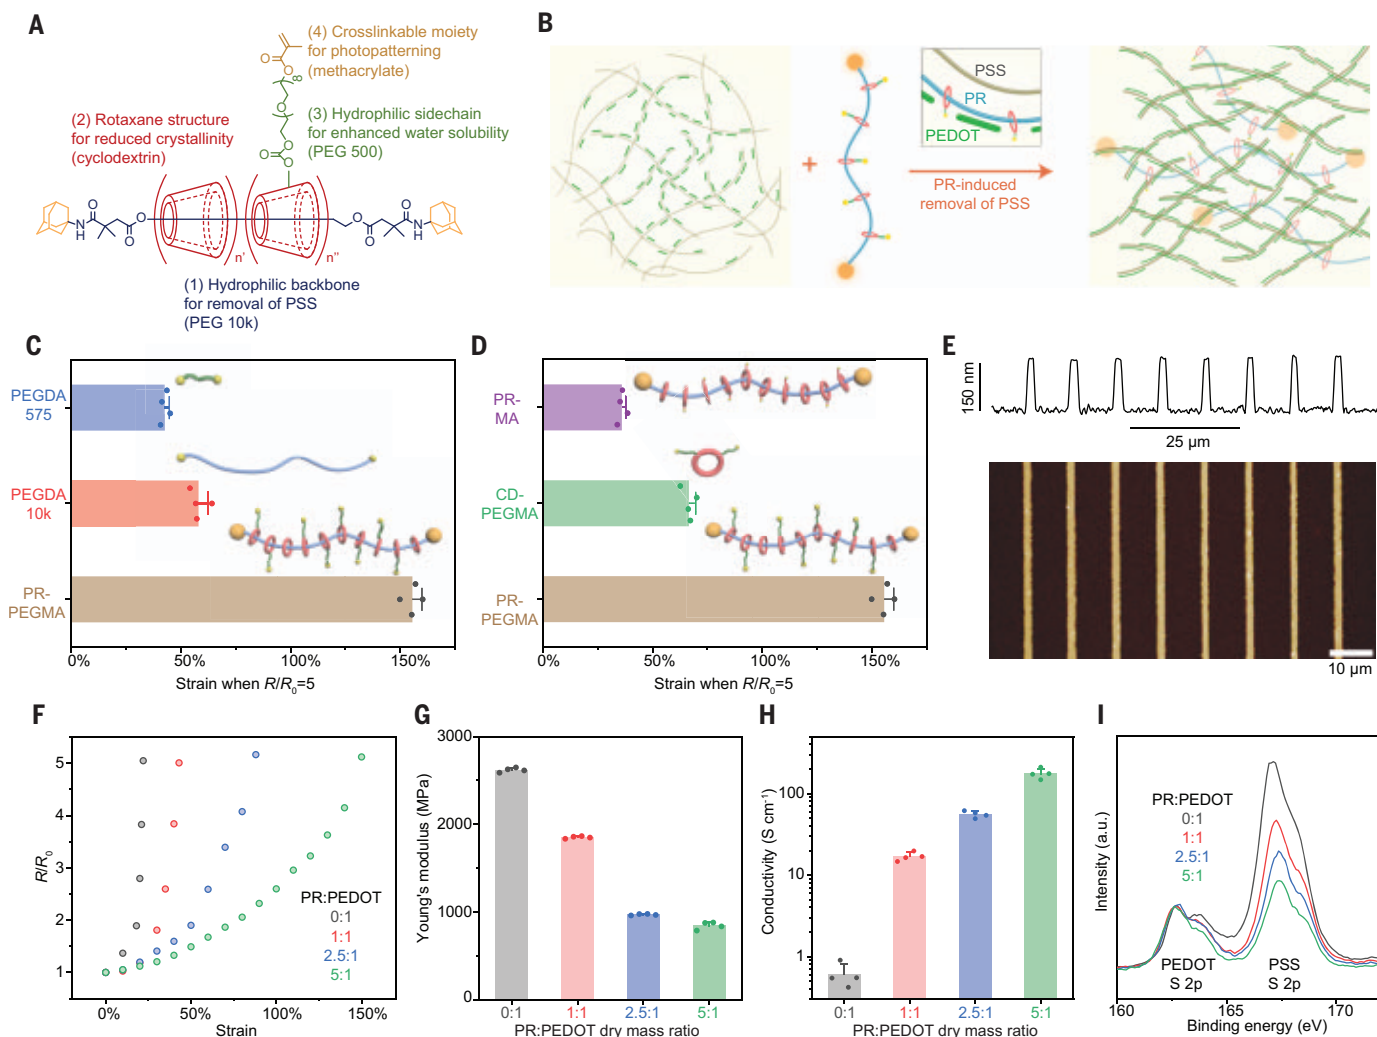 A
(4) Crosslinkable moiety
for photopatterning
(methacrylate)
(3) Hydrophilic sidechain
for enhanced water solubility
(PEG 500)
(2) Rotaxane structure
for reduced crystallinity
(cyclodextrin)
O
O
8
O
O
O
O
O
N
H
O
O
O
n'
n''
O
O
O
N
H
(1) Hydrophilic backbone
for removal of PSS
(PEG 10k)
B
PSS
PR
PEDOT
+
PR-induced
removal of PSS
C
PEGDA
575
PEGDA
10k
PR-
PEGMA
0%
50%
100%
150%
Strain when R/R0=5
D
PR-
MA
CD-
PEGMA
PR-
PEGMA
0%
50%
100%
150%
Strain when R/R0=5
E
150 nm
25 μm
10 μm
F
R/R0
5
4
3
2
1
PR:PEDOT
0:1
1:1
2.5:1
5:1
0%
50%
100%
150%
Strain
G
Young's modulus (MPa)
3000
2000
1000
0
0:1
1:1
2.5:1
5:1
PR:PEDOT dry mass ratio
H
Conductivity (S cm-1)
100
10
1
0:1
1:1
2.5:1
5:1
PR:PEDOT dry mass ratio
I
Intensity (a.u.)
PR:PEDOT
0:1
1:1
2.5:1
5:1
PEDOT
S 2p
PSS
S 2p
160
165
170
Binding energy (eV)